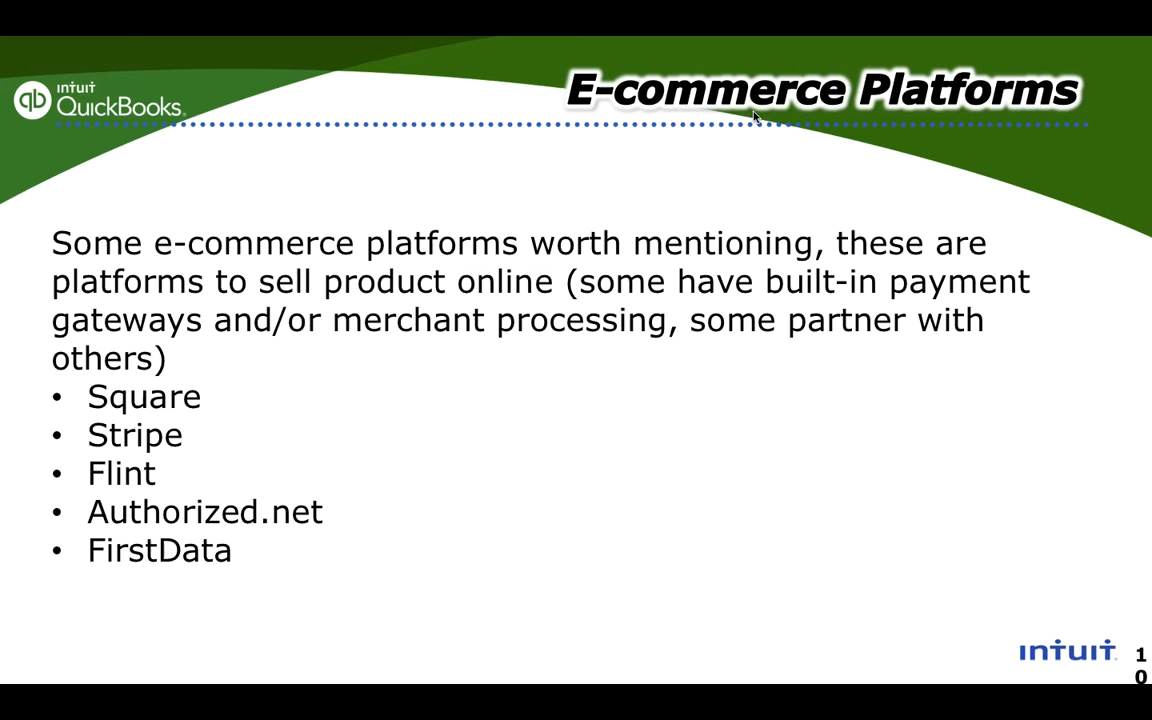 E-commerce Platforms
ıntuıt
QuickBooks
Some e-commerce platforms worth mentioning, these are
platforms to sell product online (some have built-in payment
gateways and/or merchant processing, some partner with
others)
• Square
• Stripe
• Flint
• Authorized.net
• FirstData
intuit
1
0